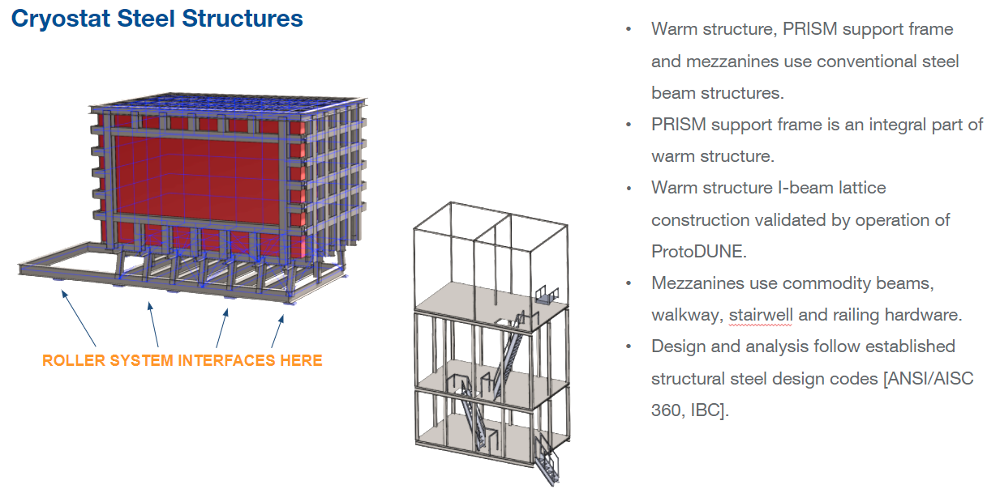 Cryostat Steel Structures
ROLLER SYSTEM INTERFACES HERE
• Warm structure, PRISM support frame
and mezzanines use conventional steel
beam structures.
• PRISM support frame is an integral part of
warm structure.
• Warm structure I-beam lattice
construction validated by operation of
ProtoDUNE.
• Mezzanines use commodity beams,
walkway, stairwell and railing hardware.
• Design and analysis follow established
structural steel design codes [ANSI/AISC
360, IBC].